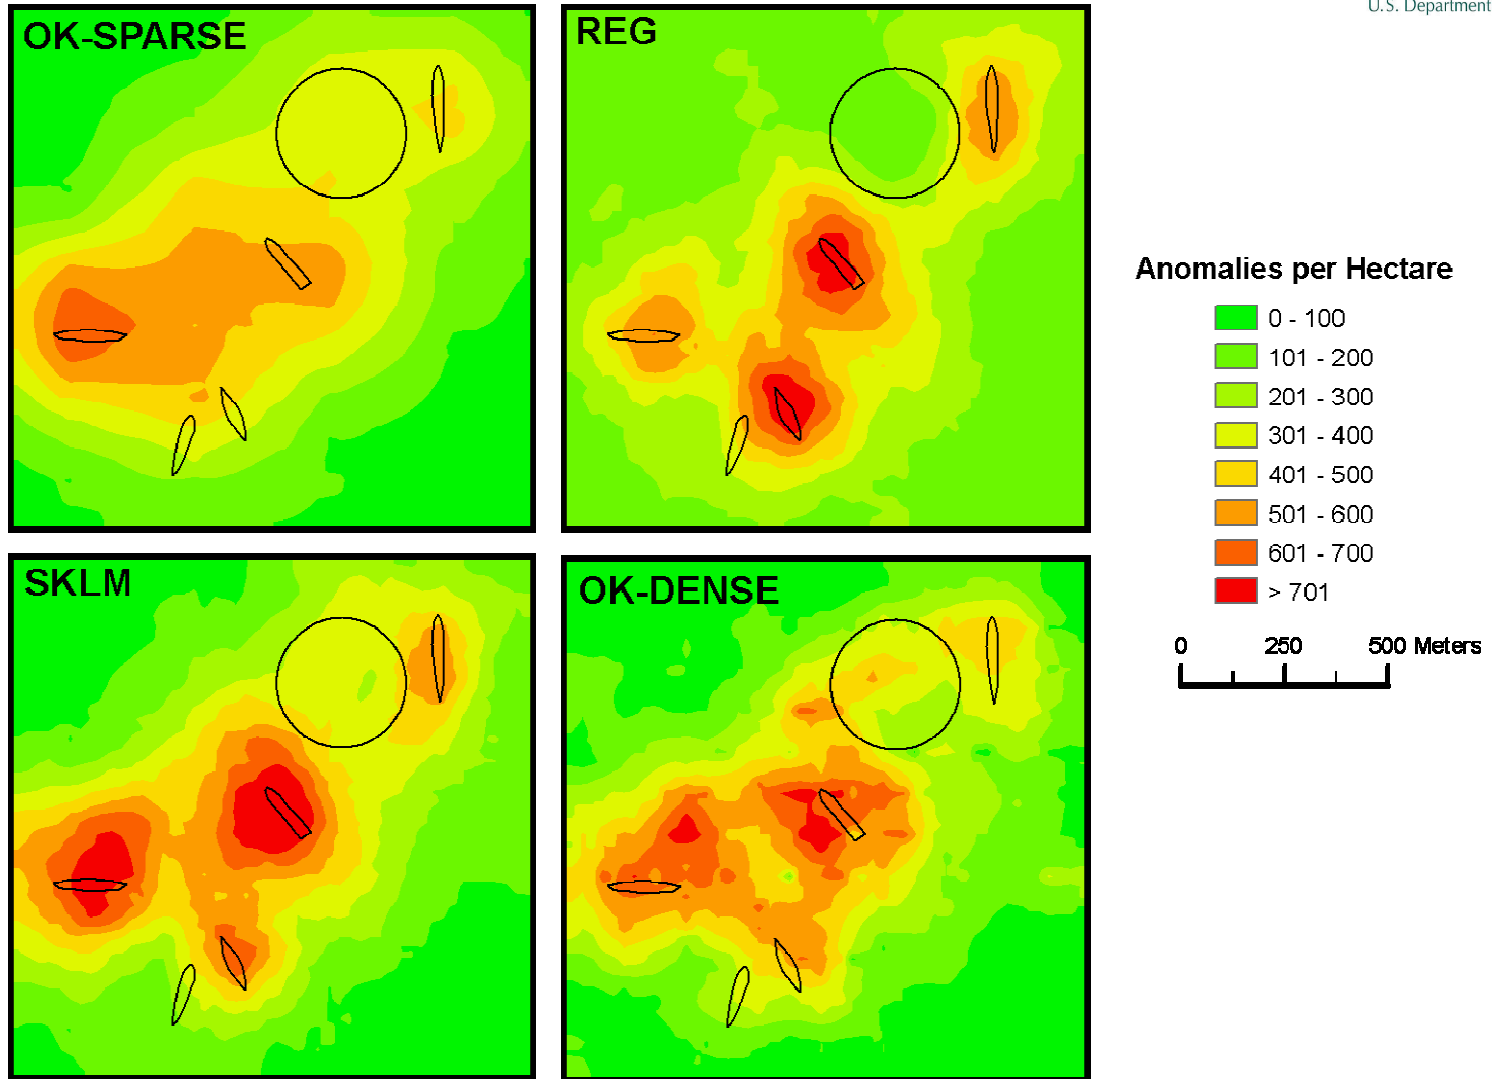 U.S. Department
OK-SPARSE
REG
SKLM
OK-DENSE
Anomalies per Hectare
0 - 100
101 - 200
201 - 300
301 - 400
401 - 500
501 - 600
601 - 700
> 701
0 250 500 Meters